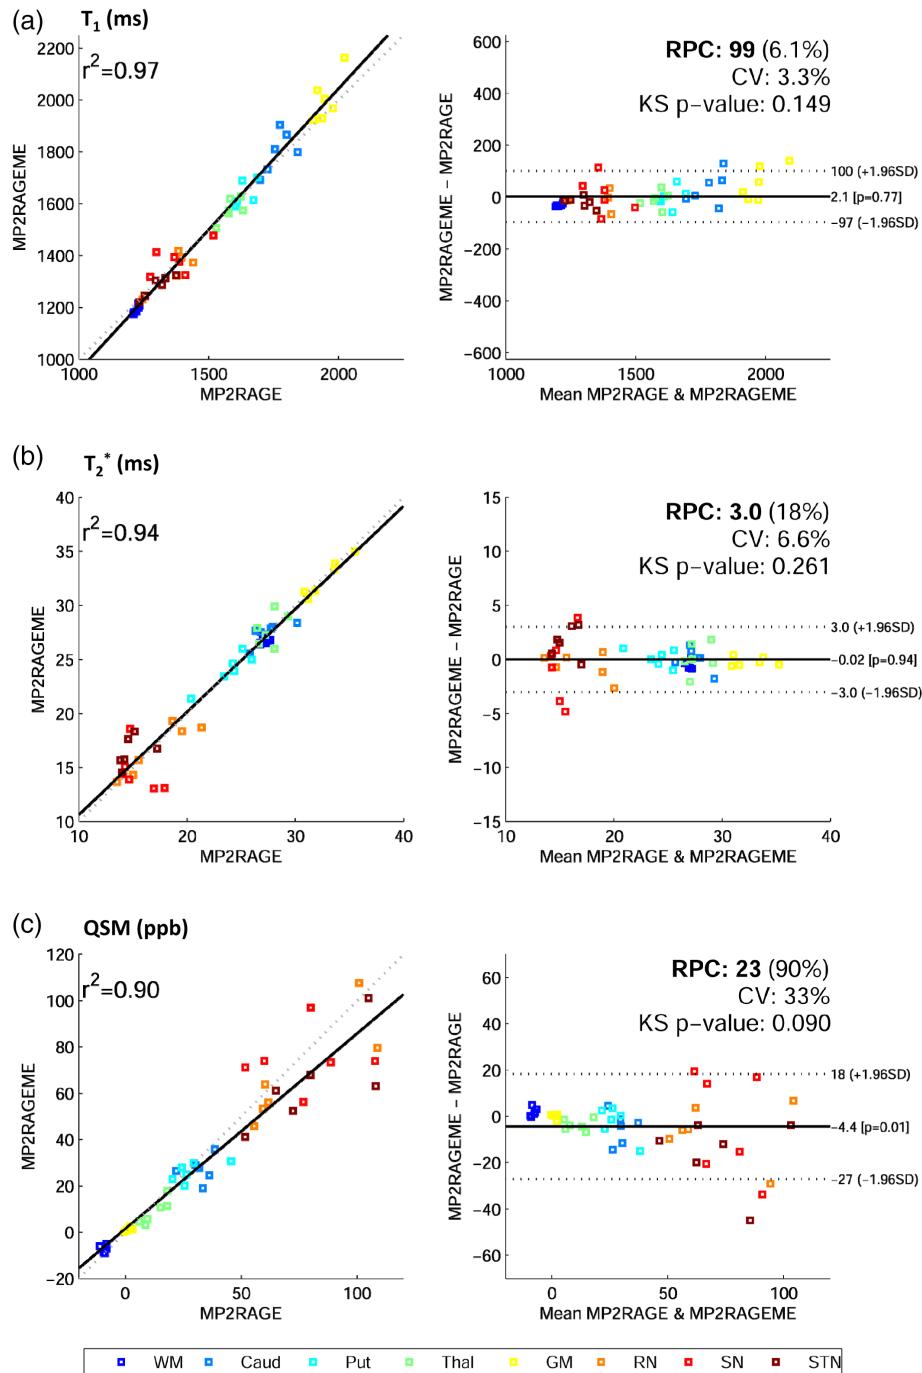 (a) T1 (ms)
r2=0.97
MP2RAGEME
2200
2000
1800
1600
1400
1200
1000
1000 1500 2000
MP2RAGE
RPC: 99 (6.1%)
CV: 3.3%
KS p-value: 0.149
MP2RAGEME - MP2RAGE
600
400
200
0
-200
-400
-600
100 (+1.96SD)
2.1 [p=0.77]
-97 (-1.96SD)
1000 1500 2000
Mean MP2RAGE & MP2RAGEME
(b) T2* (ms)
r2=0.94
MP2RAGEME
40
35
30
25
20
15
10
10 20 30 40
MP2RAGE
RPC: 3.0 (18%)
CV: 6.6%
KS p-value: 0.261
MP2RAGEME - MP2RAGE
15
10
5
0
-5
-10
-15
3.0 (+1.96SD)
-0.02 [p=0.94]
-3.0 (-1.96SD)
10 20 30 40
Mean MP2RAGE & MP2RAGEME
(c) QSM (ppb)
r2=0.90
MP2RAGEME
120
100
80
60
40
20
0
-20
0 50 100
MP2RAGE
RPC: 23 (90%)
CV: 33%
KS p-value: 0.090
MP2RAGEME - MP2RAGE
60
40
20
0
-20
-40
-60
18 (+1.96SD)
-4.4 [p=0.01]
-27 (-1.96SD)
0 50 100
Mean MP2RAGE & MP2RAGEME
WM Caud Put Thal GM RN SN STN